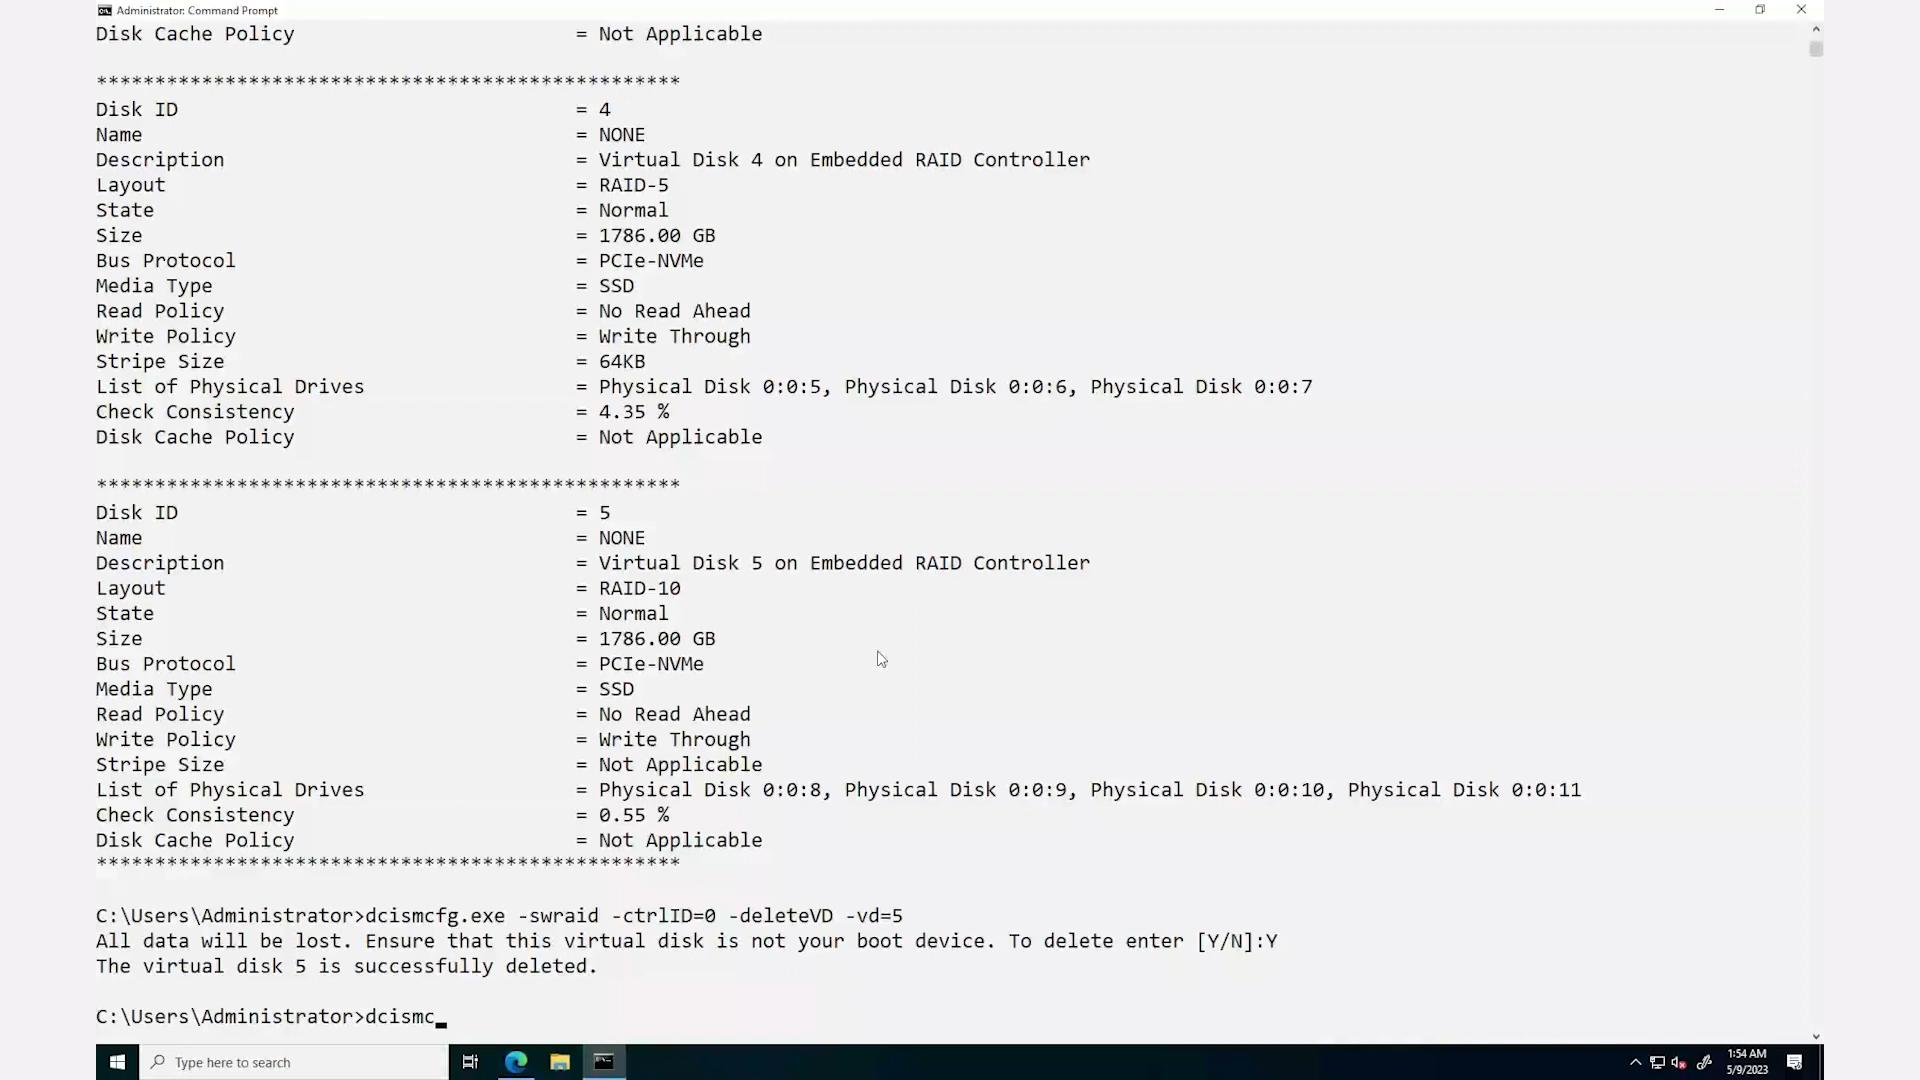 Administrator: Command Prompt
Disk Cache Policy = Not Applicable
**************************************************
Disk ID = 4
Name = NONE
Description = Virtual Disk 4 on Embedded RAID Controller
Layout = RAID-5
State = Normal
Size = 1786.00 GB
Bus Protocol = PCIe-NVMe
Media Type = SSD
Read Policy = No Read Ahead
Write Policy = Write Through
Stripe Size = 64KB
List of Physical Drives = Physical Disk 0:0:5, Physical Disk 0:0:6, Physical Disk 0:0:7
Check Consistency = 4.35 %
Disk Cache Policy = Not Applicable
**************************************************
Disk ID = 5
Name = NONE
Description = Virtual Disk 5 on Embedded RAID Controller
Layout = RAID-10
State = Normal
Size = 1786.00 GB
Bus Protocol = PCIe-NVMe
Media Type = SSD
Read Policy = No Read Ahead
Write Policy = Write Through
Stripe Size = Not Applicable
List of Physical Drives = Physical Disk 0:0:8, Physical Disk 0:0:9, Physical Disk 0:0:10, Physical Disk 0:0:11
Check Consistency = 0.55 %
Disk Cache Policy = Not Applicable
**************************************************
C:\Users\Administrator>dcismcfg.exe -swraid -ctrlID=0 -deleteVD -vd=5
All data will be lost. Ensure that this virtual disk is not your boot device. To delete enter [Y/N]:Y
The virtual disk 5 is successfully deleted.
C:\Users\Administrator>dcismc_
Type here to search
1:54 AM
5/9/2023